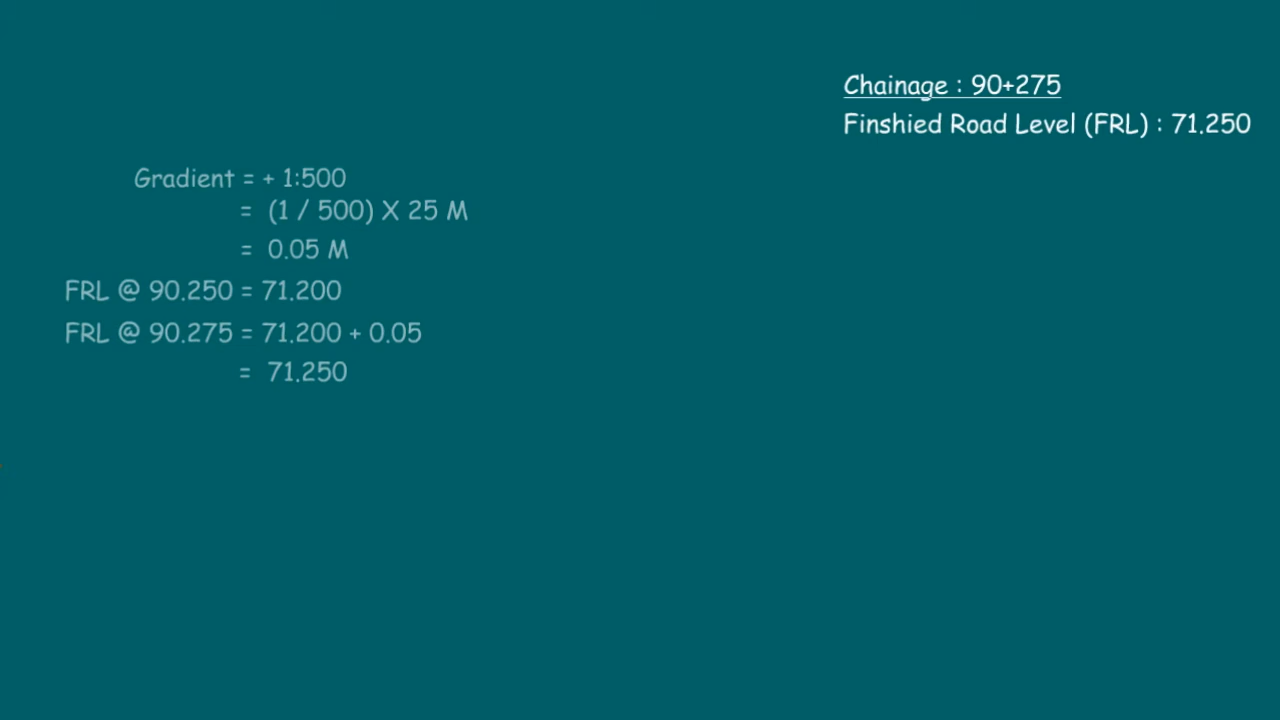 Chainage : 90+275
Finshied Road Level (FRL) : 71.250
Gradient = + 1:500
= (1 / 500) X 25 M
= 0.05 M
FRL @ 90.250 = 71.200
FRL @ 90.275 = 71.200 + 0.05
= 71.250